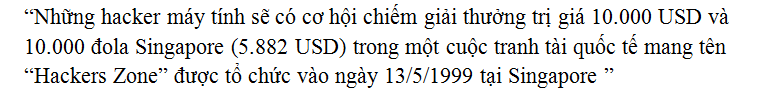 “Những hacker máy tính sẽ có cơ hội chiếm giải thưởng trị giá 10.000 USD và
10.000 đola Singapore (5.882 USD) trong một cuộc tranh tài quốc tế mang tên
“Hackers Zone” được tổ chức vào ngày 13/5/1999 tại Singapore ”